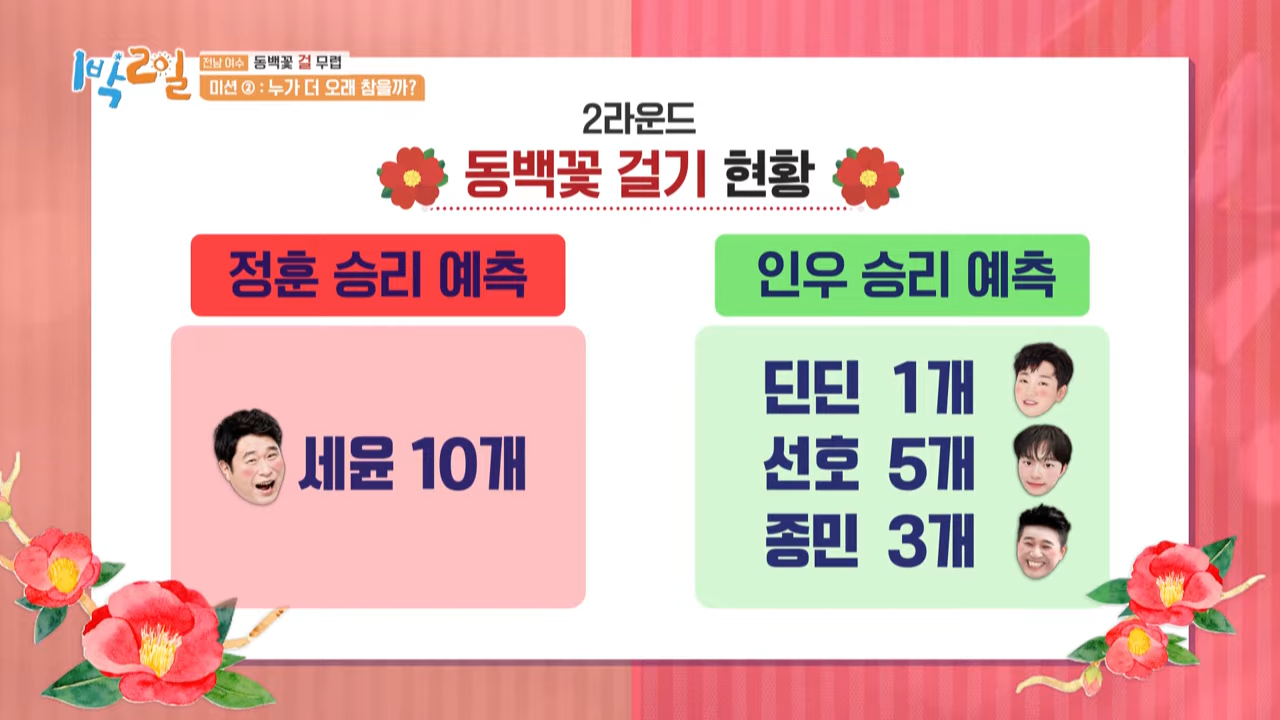 1박2일
전남 여수 동백꽃 걸 무렵
미션 ② : 누가 더 오래 참을까?
2라운드
동백꽃 걸기 현황
정훈 승리 예측
세윤 10개
인우 승리 예측
딘딘 1개
선호 5개
종민 3개